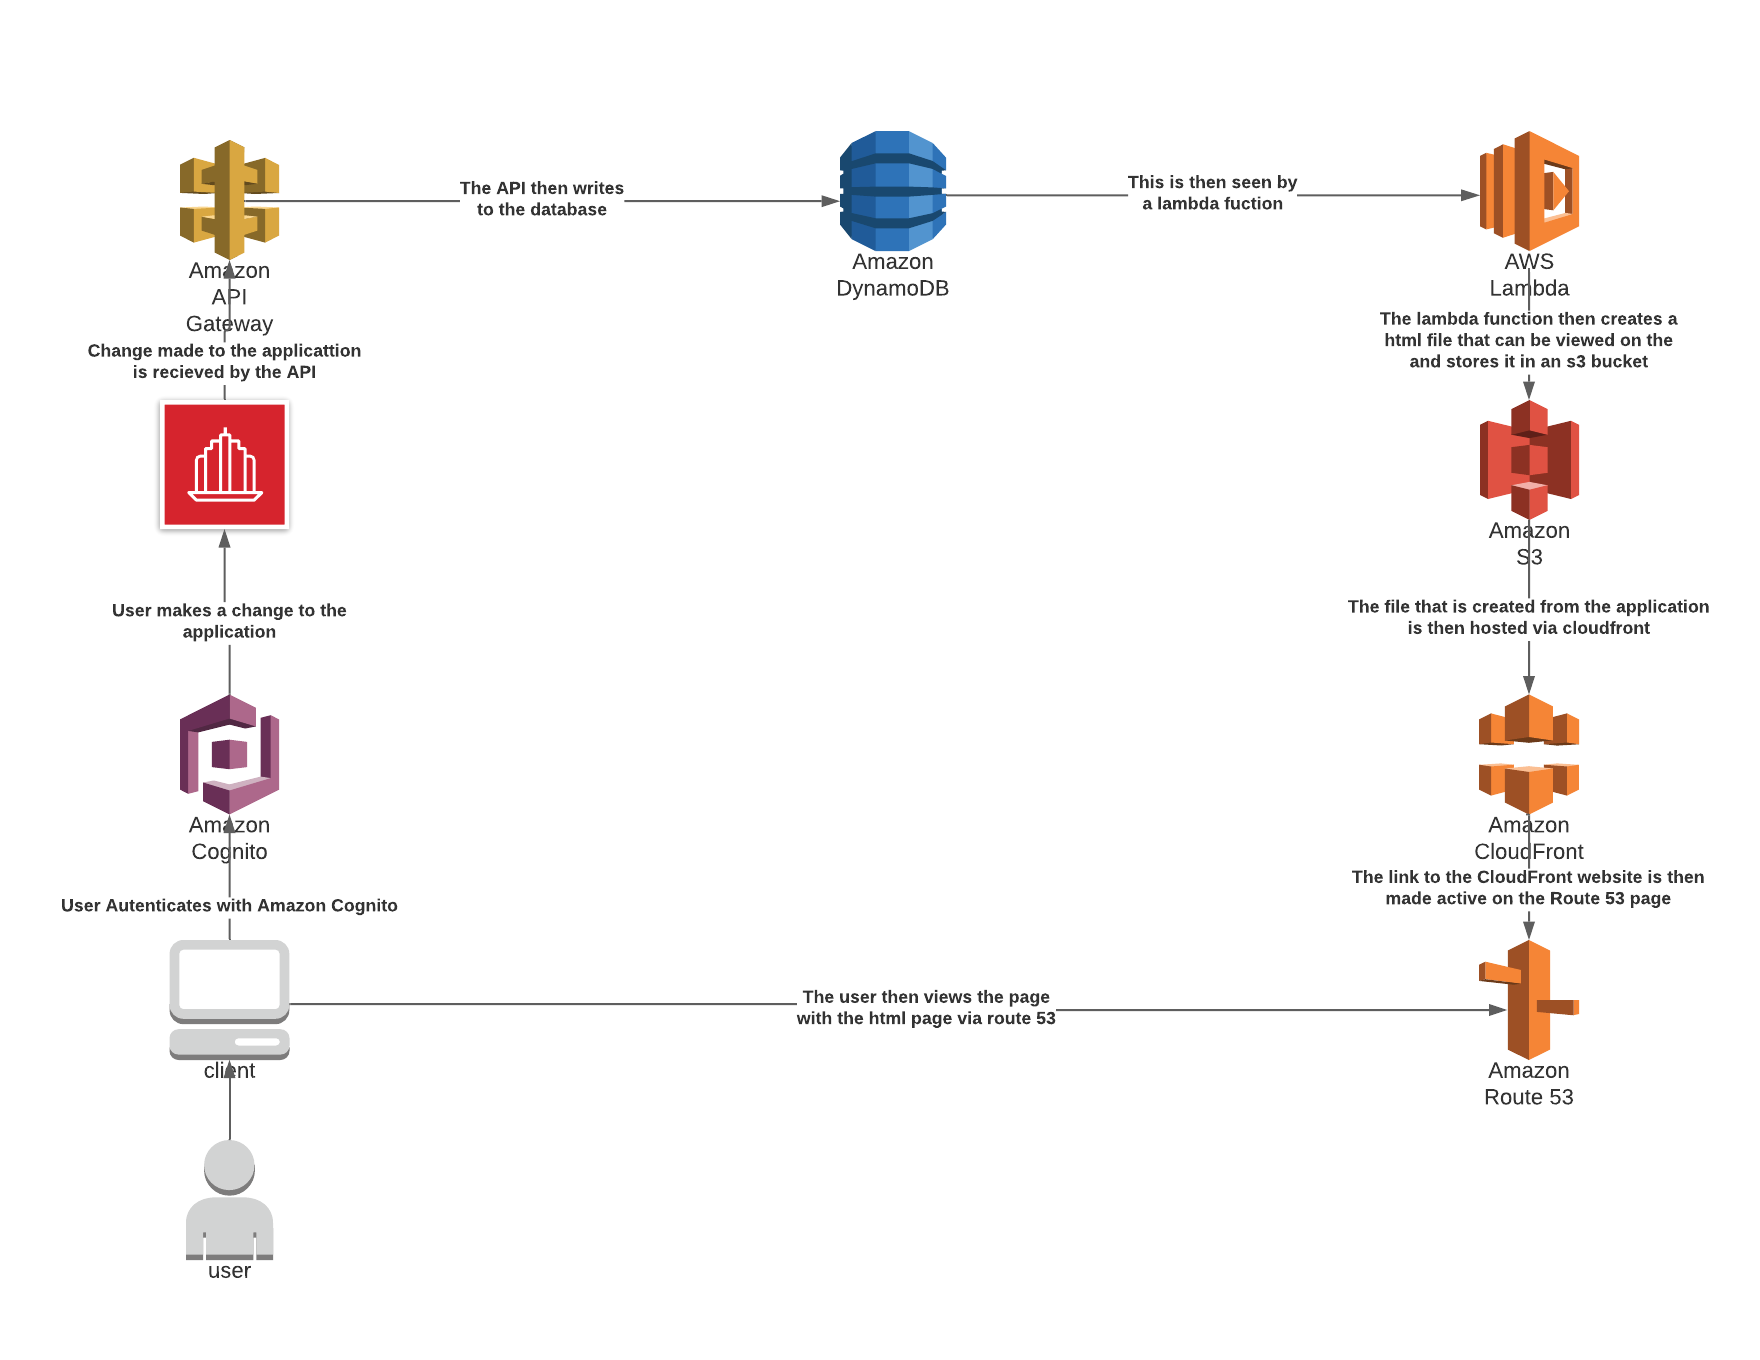 The API then writes
to the database
This is then seen by
a lambda fuction
Amazon
API
Gateway
Amazon
DynamoDB
AWS
Lambda
Change made to the applicattion
is recieved by the API
The lambda function then creates a
html file that can be viewed on the
and stores it in an s3 bucket
Amazon
S3
User makes a change to the
application
The file that is created from the application
is then hosted via cloudfront
Amazon
Cognito
Amazon
CloudFront
User Autenticates with Amazon Cognito
The link to the CloudFront website is then
made active on the Route 53 page
The user then views the page
with the html page via route 53
client
Amazon
Route 53
user